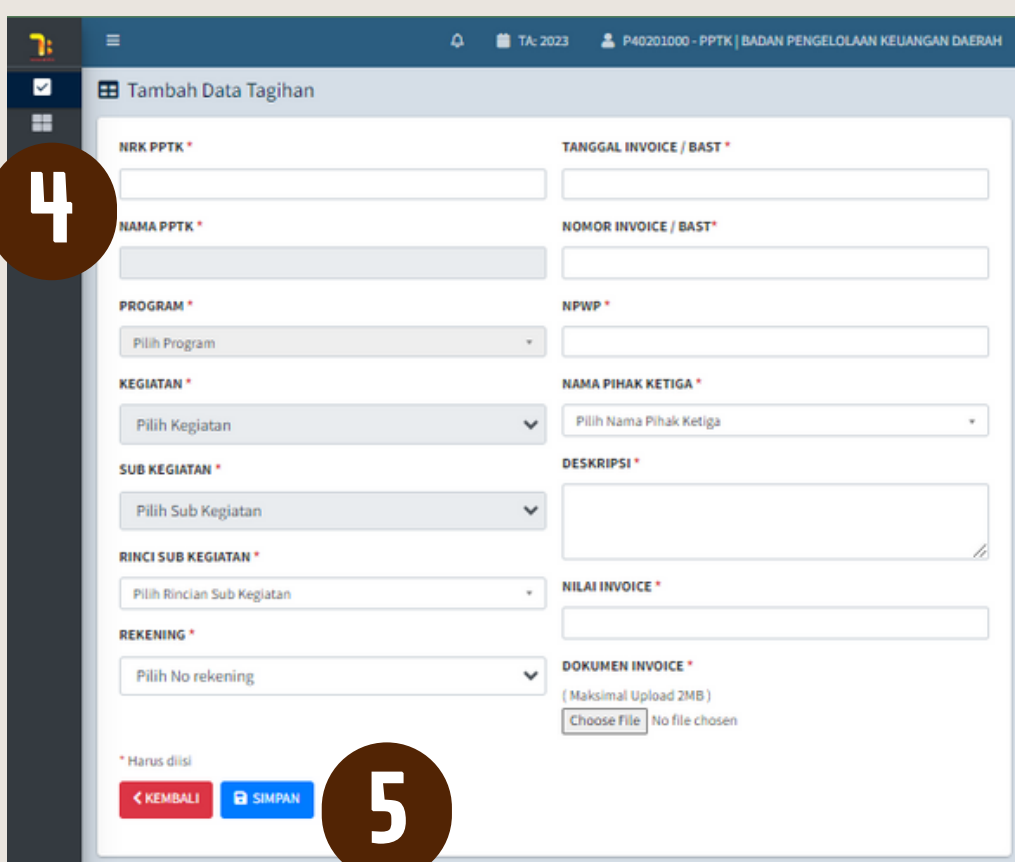 TA: 2023 P40201000 - PPTK | BADAN PENGELOLAAN KEUANGAN DAERAH
Tambah Data Tagihan
4
NRK PPTK *
NAMA PPTK *
PROGRAM *
Pilih Program
KEGIATAN *
Pilih Kegiatan
SUB KEGIATAN *
Pilih Sub Kegiatan
RINCI SUB KEGIATAN *
Pilih Rincian Sub Kegiatan
REKENING *
Pilih No rekening
TANGGAL INVOICE / BAST *
NOMOR INVOICE / BAST*
NPWP *
NAMA PIHAK KETIGA *
Pilih Nama Pihak Ketiga
DESKRIPSI *
NILAI INVOICE *
DOKUMEN INVOICE *
( Maksimal Upload 2MB )
Choose File No file chosen
* Harus diisi
KEMBALI SIMPAN
5